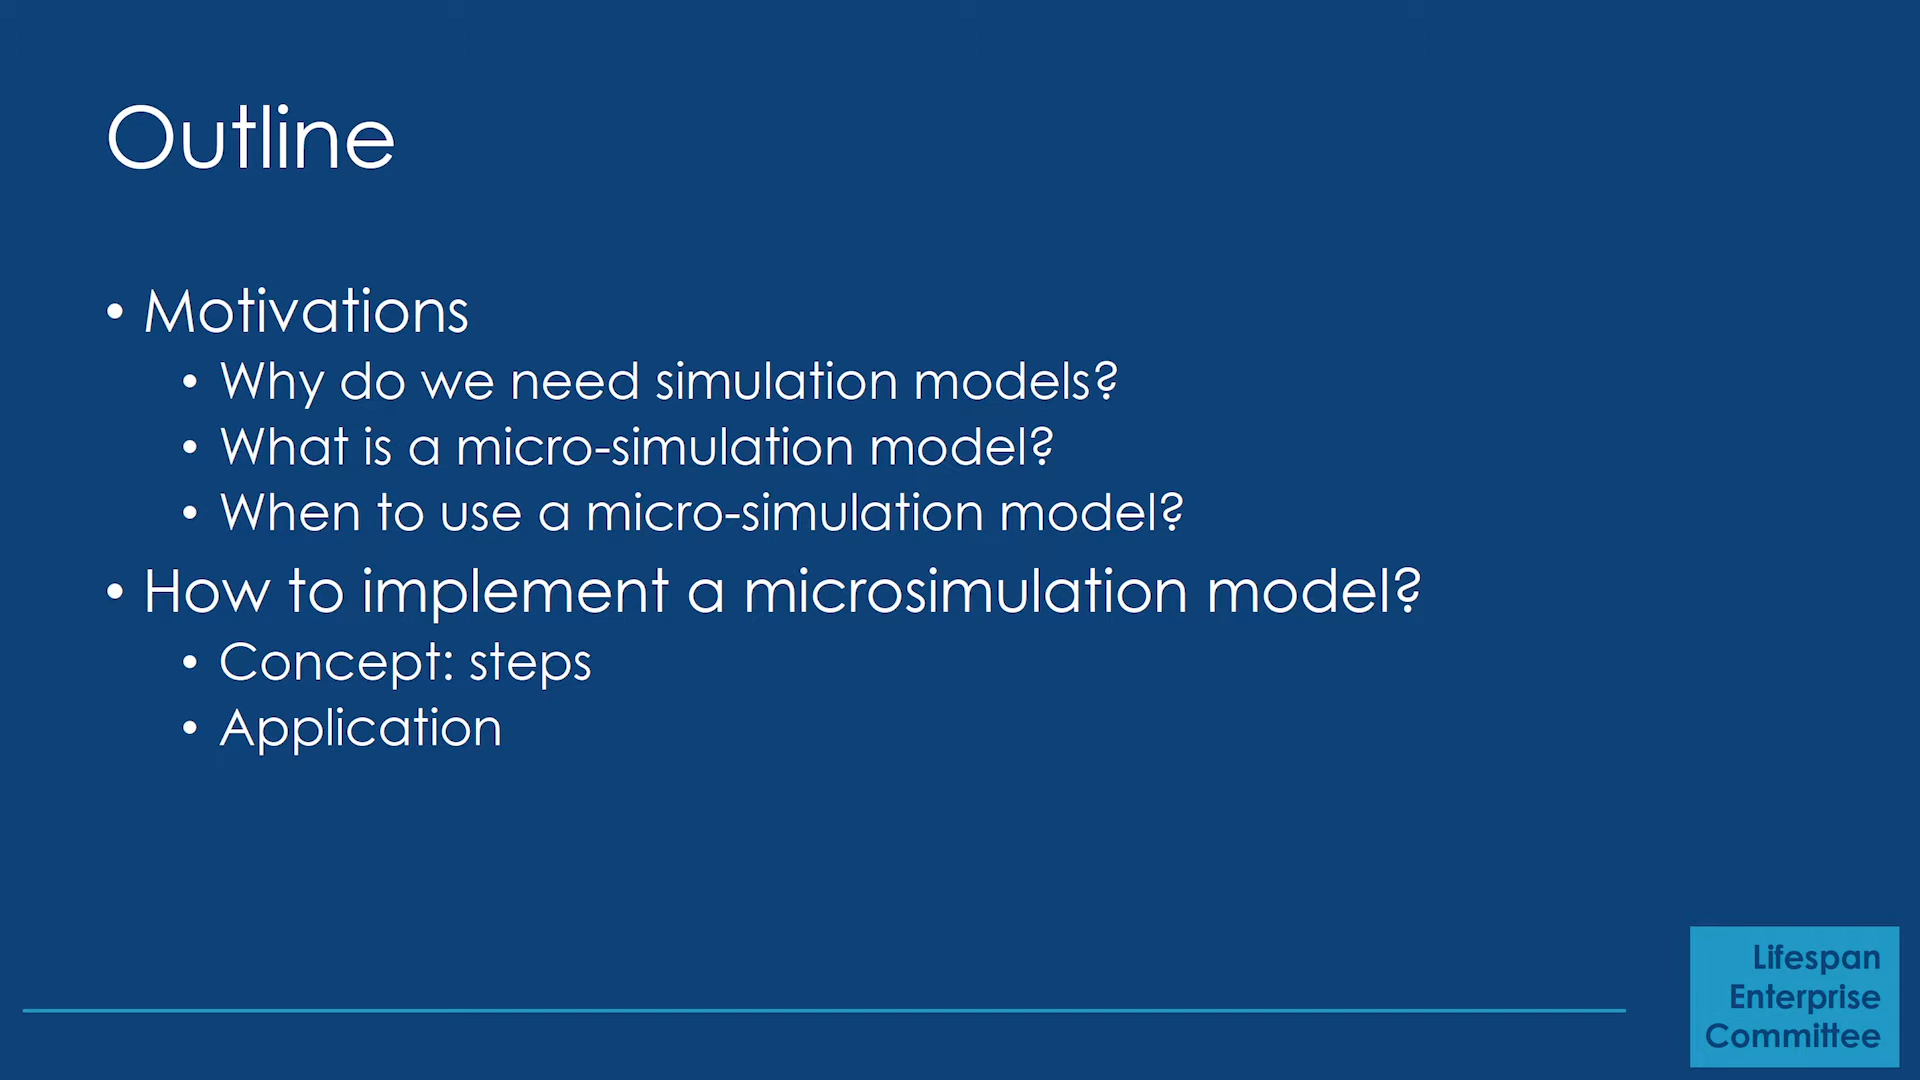 Outline
• Motivations
• Why do we need simulation models?
• What is a micro-simulation model?
• When to use a micro-simulation model?
• How to implement a microsimulation model?
• Concept: steps
• Application
Lifespan
Enterprise
Committee